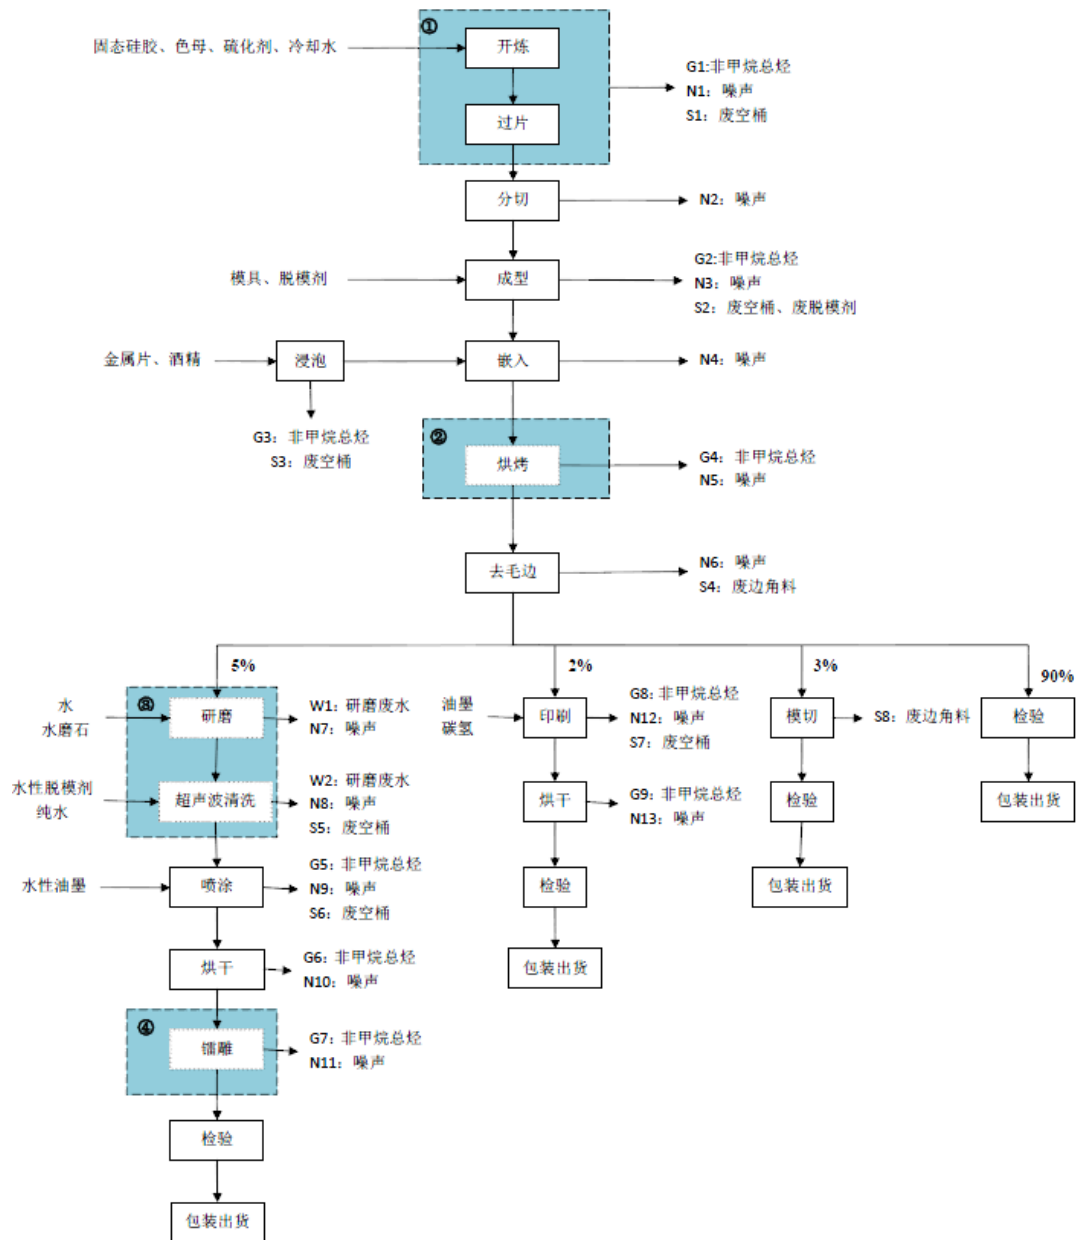 ①
固态硅胶、色母、硫化剂、冷却水
开炼
G1:非甲烷总烃
N1：噪声
S1：废空桶
过片
分切
N2：噪声
模具、脱模剂
成型
G2:非甲烷总烃
N3：噪声
S2：废空桶、废脱模剂
金属片、酒精
浸泡
嵌入
N4：噪声
G3：非甲烷总烃
S3：废空桶
②
烘烤
G4：非甲烷总烃
N5：噪声
去毛边
N6：噪声
S4：废边角料
5%
2%
3%
90%
③
水
水磨石
研磨
W1：研磨废水
N7：噪声
油墨
碳氢
印刷
G8：非甲烷总烃
N12：噪声
S7：废空桶
模切
S8：废边角料
检验
水性脱模剂
纯水
超声波清洗
W2：研磨废水
N8：噪声
S5：废空桶
烘干
G9：非甲烷总烃
N13：噪声
检验
包装出货
水性油墨
喷涂
G5：非甲烷总烃
N9：噪声
S6：废空桶
检验
包装出货
烘干
G6：非甲烷总烃
N10：噪声
包装出货
④
镭雕
G7：非甲烷总烃
N11：噪声
检验
包装出货